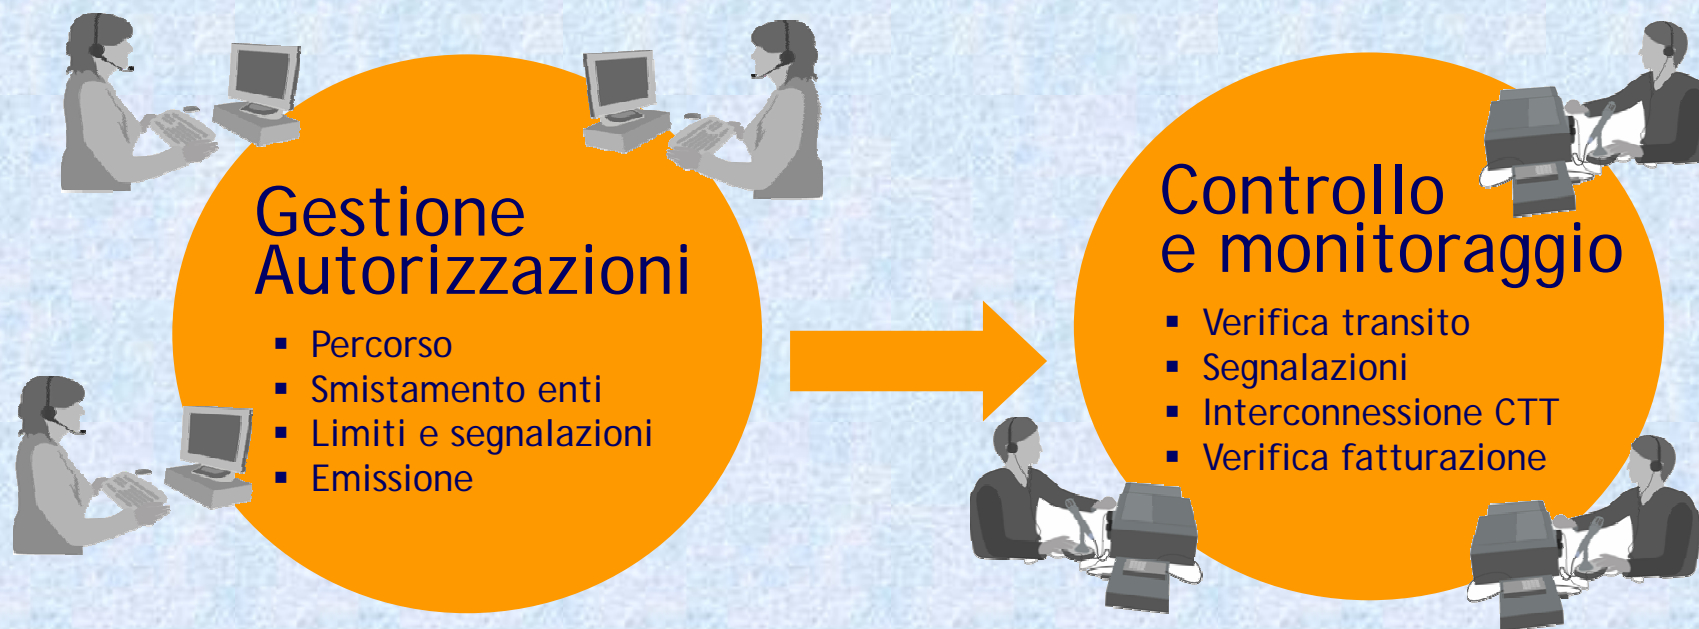 Gestione
Autorizzazioni
▪ Percorso
▪ Smistamento enti
▪ Limiti e segnalazioni
▪ Emissione
Controllo
e monitoraggio
▪ Verifica transito
▪ Segnalazioni
▪ Interconnessione CTT
▪ Verifica fatturazione